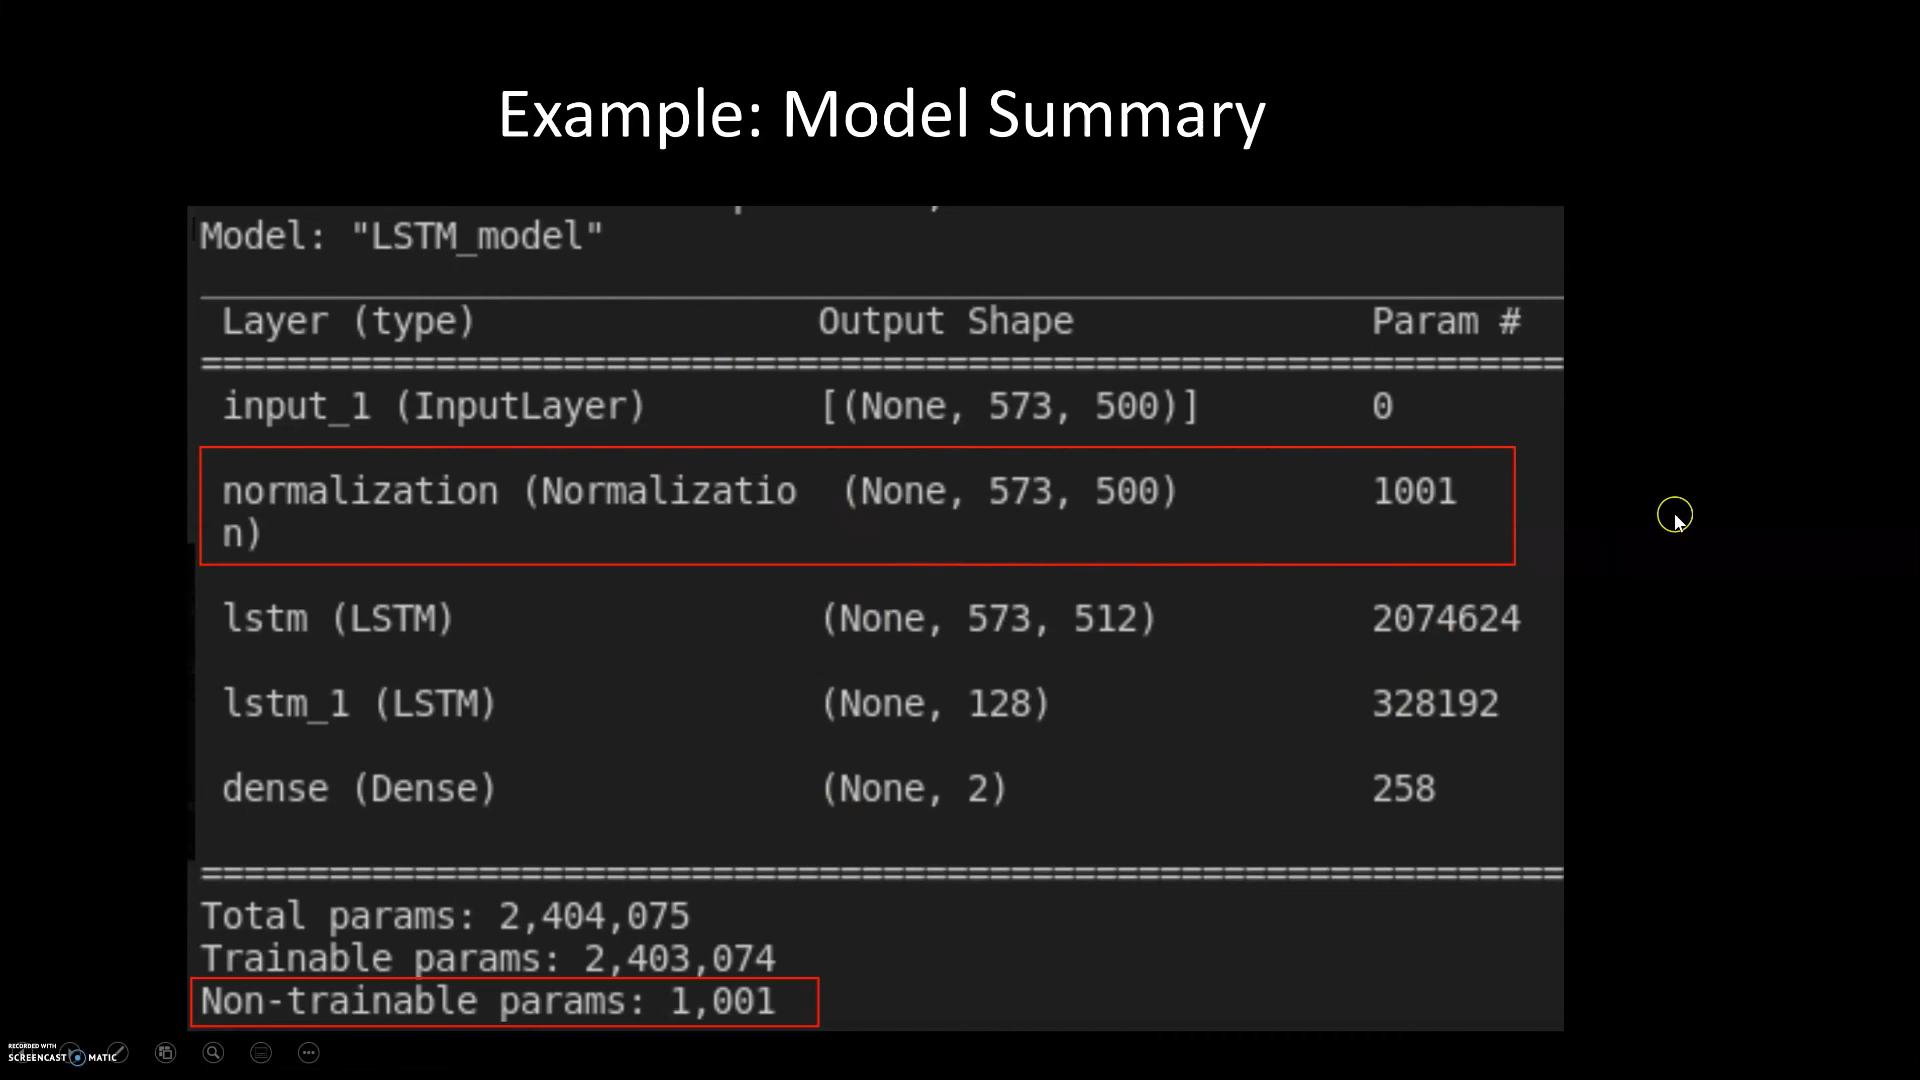 Example: Model Summary
Model: "LSTM_model"
Layer (type) Output Shape Param #
=================================================================
input_1 (InputLayer) [(None, 573, 500)] 0
normalization (Normalizatio (None, 573, 500) 1001
n)
lstm (LSTM) (None, 573, 512) 2074624
lstm_1 (LSTM) (None, 128) 328192
dense (Dense) (None, 2) 258
=================================================================
Total params: 2,404,075
Trainable params: 2,403,074
Non-trainable params: 1,001
RECORDED WITH
SCREENCAST MATIC